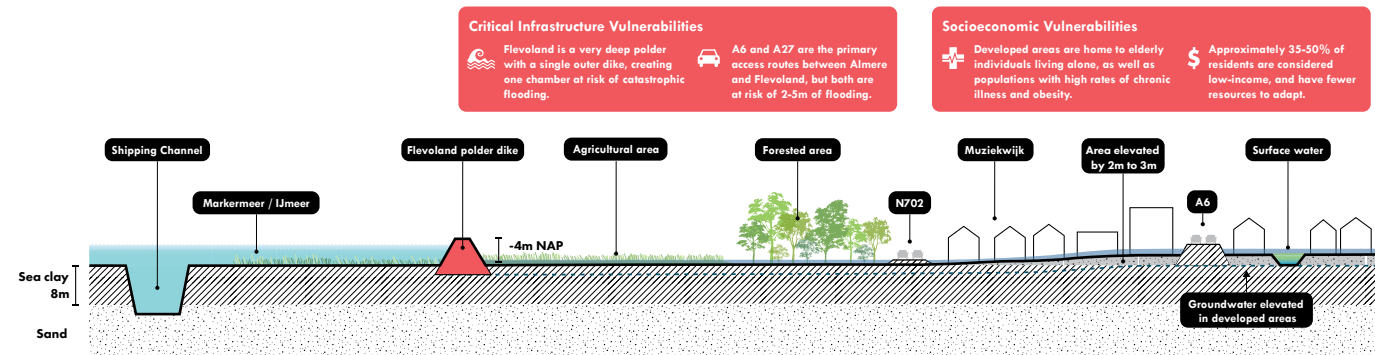 Critical Infrastructure Vulnerabilities
Flevoland is a very deep polder
with a single outer dike, creating
one chamber at risk of catastrophic
flooding.
A6 and A27 are the primary
access routes between Almere
and Flevoland, but both are
at risk of 2-5m of flooding.
Socioeconomic Vulnerabilities
Developed areas are home to elderly
individuals living alone, as well as
populations with high rates of chronic
illness and obesity.
$
Approximately 35-50% of
residents are considered
low-income, and have fewer
resources to adapt.
Shipping Channel
Flevoland polder dike
Agricultural area
Forested area
Muziekwijk
Area elevated
by 2m to 3m
Surface water
Markermeer / IJmeer
N702
A6
-4m NAP
Sea clay
8m
Groundwater elevated
in developed areas
Sand